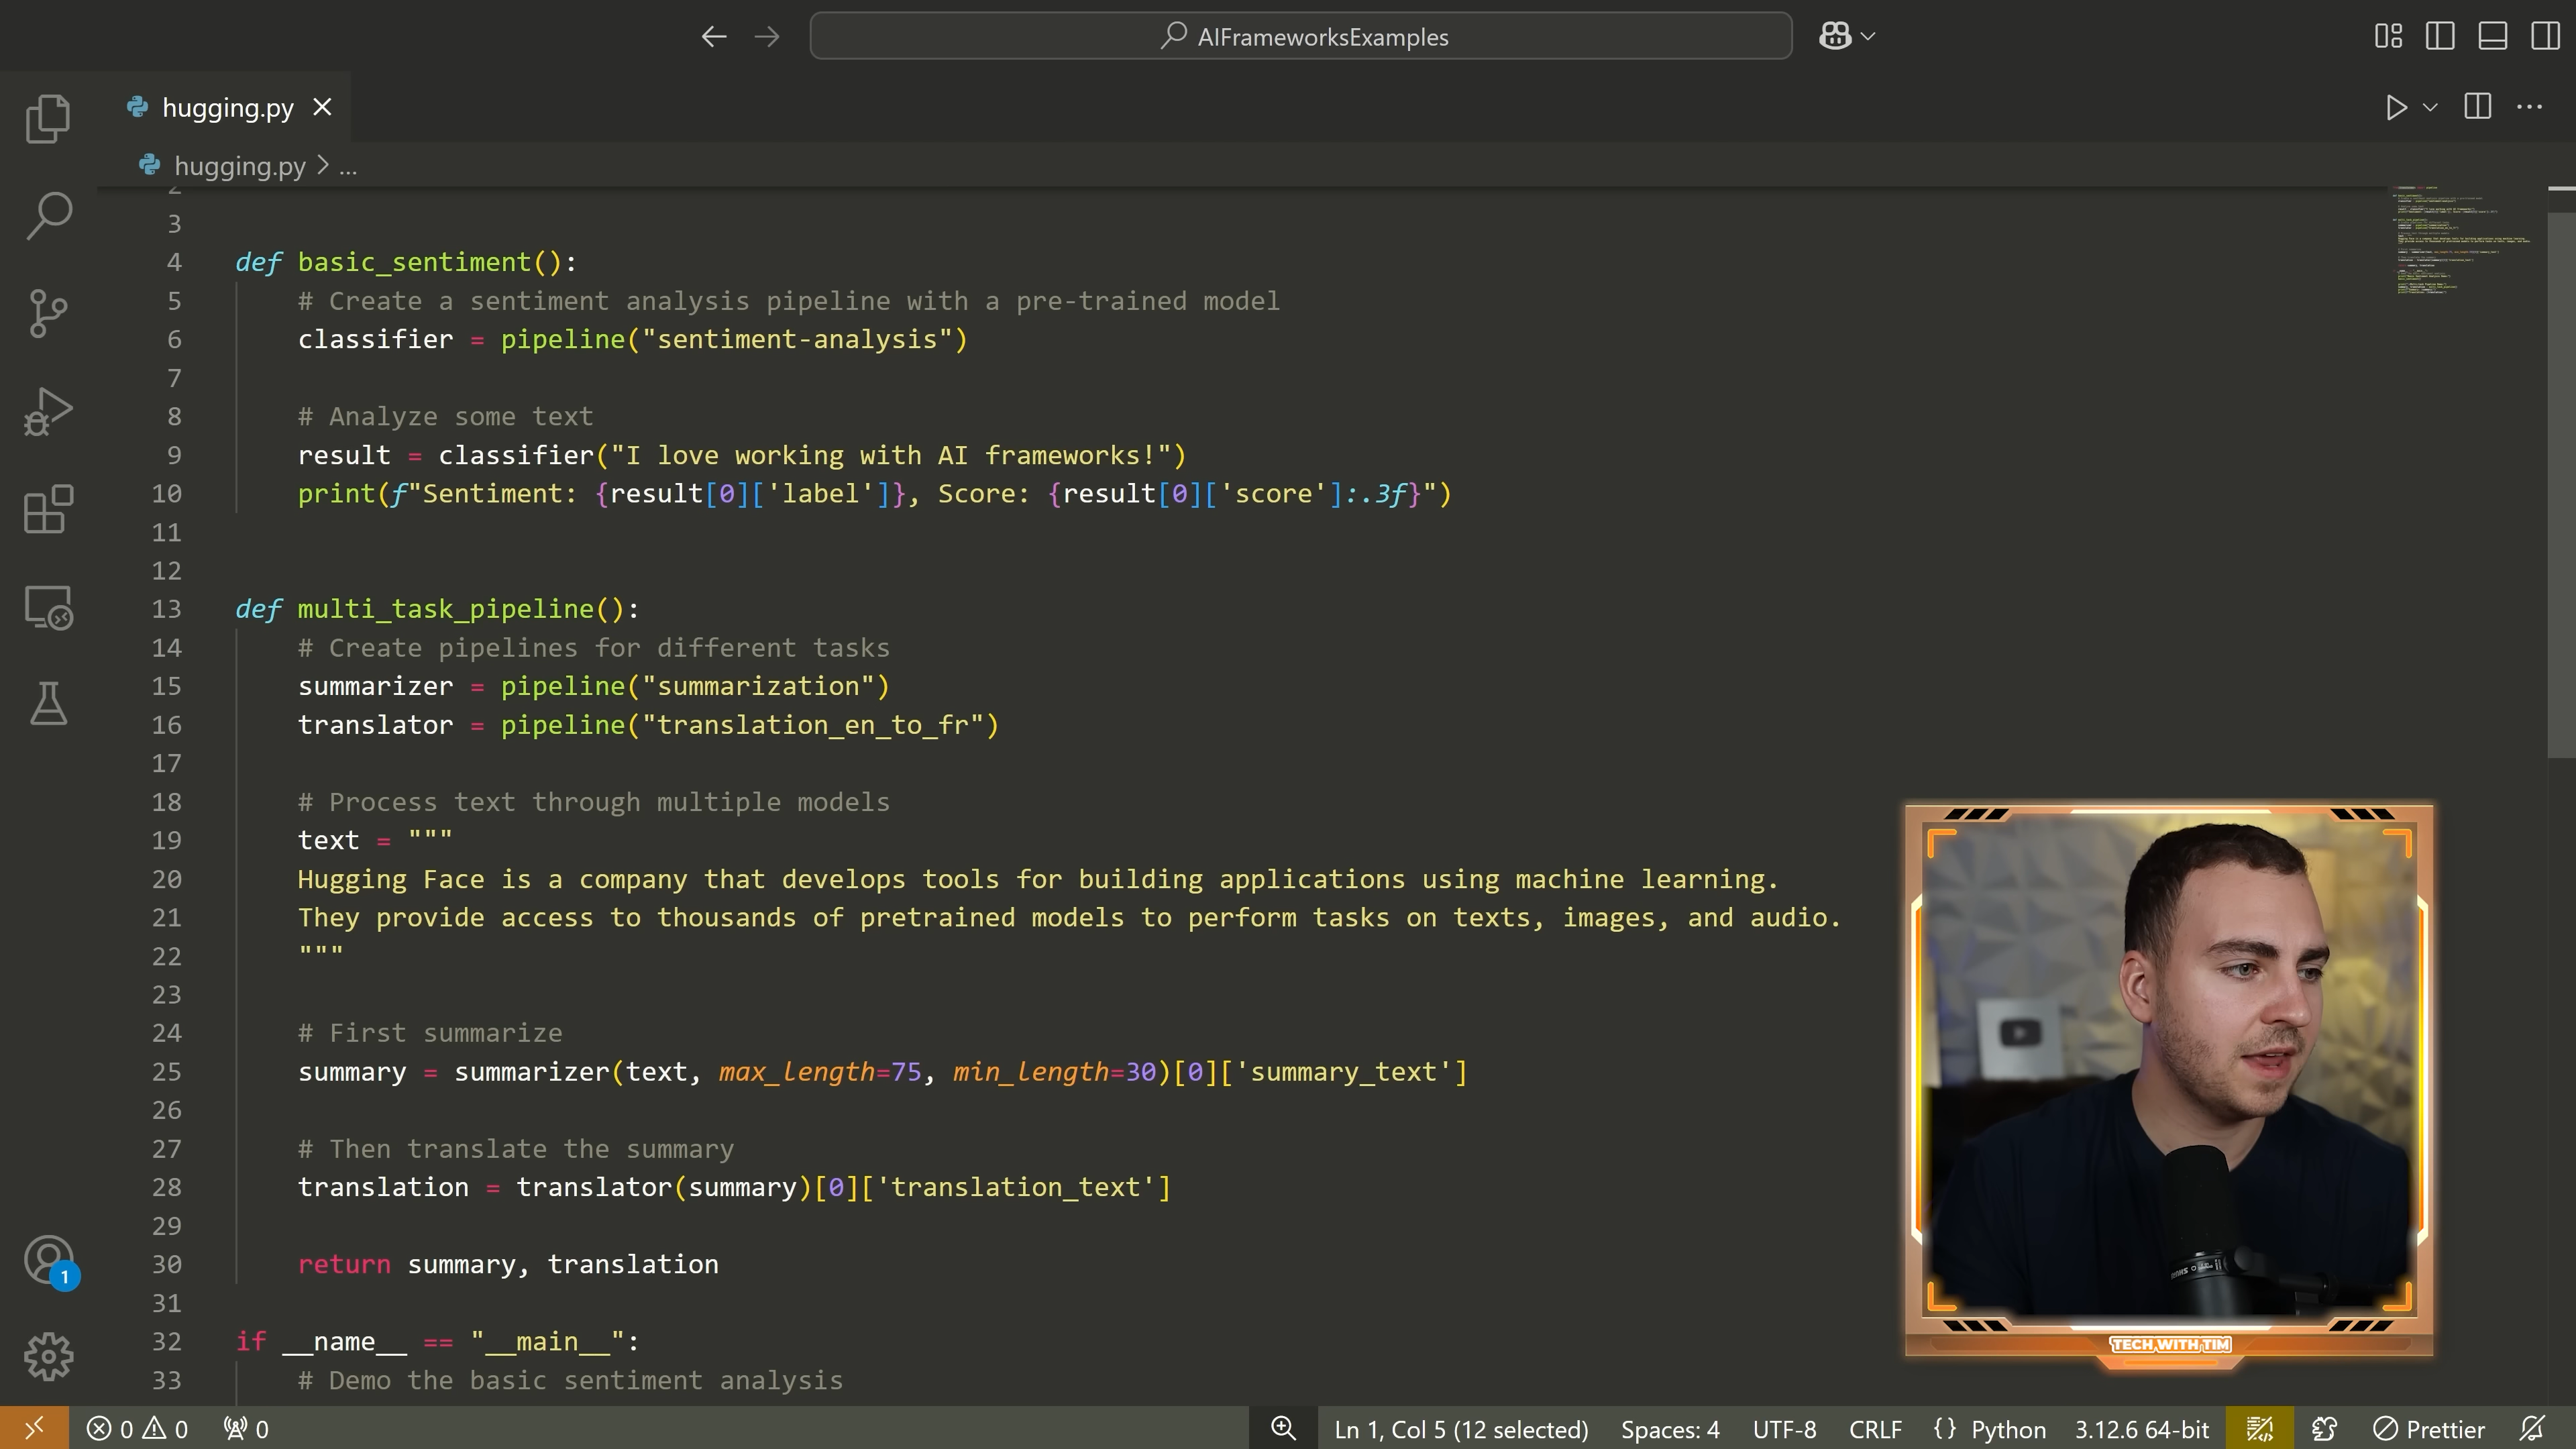 AIFrameworksExamples
hugging.py
hugging.py > ...
2
3
4 def basic_sentiment():
5 # Create a sentiment analysis pipeline with a pre-trained model
6 classifier = pipeline("sentiment-analysis")
7
8 # Analyze some text
9 result = classifier("I love working with AI frameworks!")
10 print(f"Sentiment: {result[0]['label']}, Score: {result[0]['score']:.3f}")
11
12
13 def multi_task_pipeline():
14 # Create pipelines for different tasks
15 summarizer = pipeline("summarization")
16 translator = pipeline("translation_en_to_fr")
17
18 # Process text through multiple models
19 text = """
20 Hugging Face is a company that develops tools for building applications using machine learning.
21 They provide access to thousands of pretrained models to perform tasks on texts, images, and audio.
22 """
23
24 # First summarize
25 summary = summarizer(text, max_length=75, min_length=30)[0]['summary_text']
26
27 # Then translate the summary
28 translation = translator(summary)[0]['translation_text']
29
30 return summary, translation
31
32 if __name__ == "__main__":
33 # Demo the basic sentiment analysis
TECH WITH TIM
1
0 0 0 Ln 1, Col 5 (12 selected) Spaces: 4 UTF-8 CRLF {} Python 3.12.6 64-bit Prettier